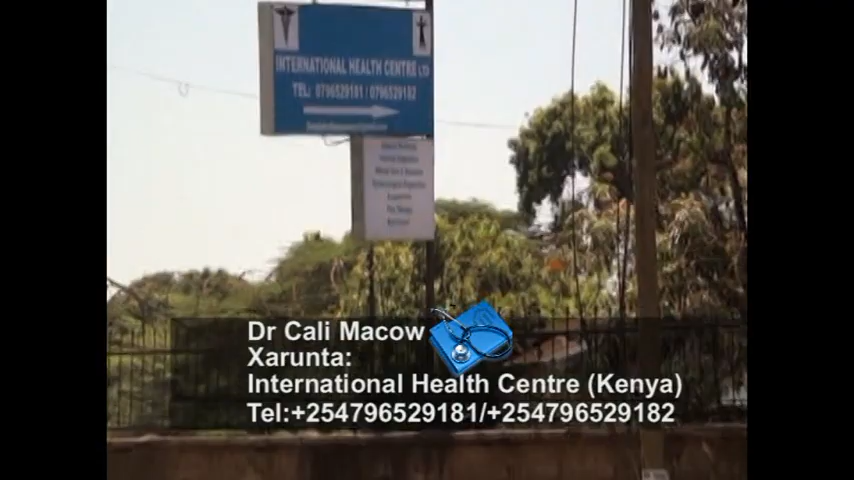 INTERNATIONAL HEALTH CENTRE LTD
TEL: 0796529181 / 0796529182
Dr Cali Macow
Xarunta:
International Health Centre (Kenya)
Tel:+254796529181/+254796529182